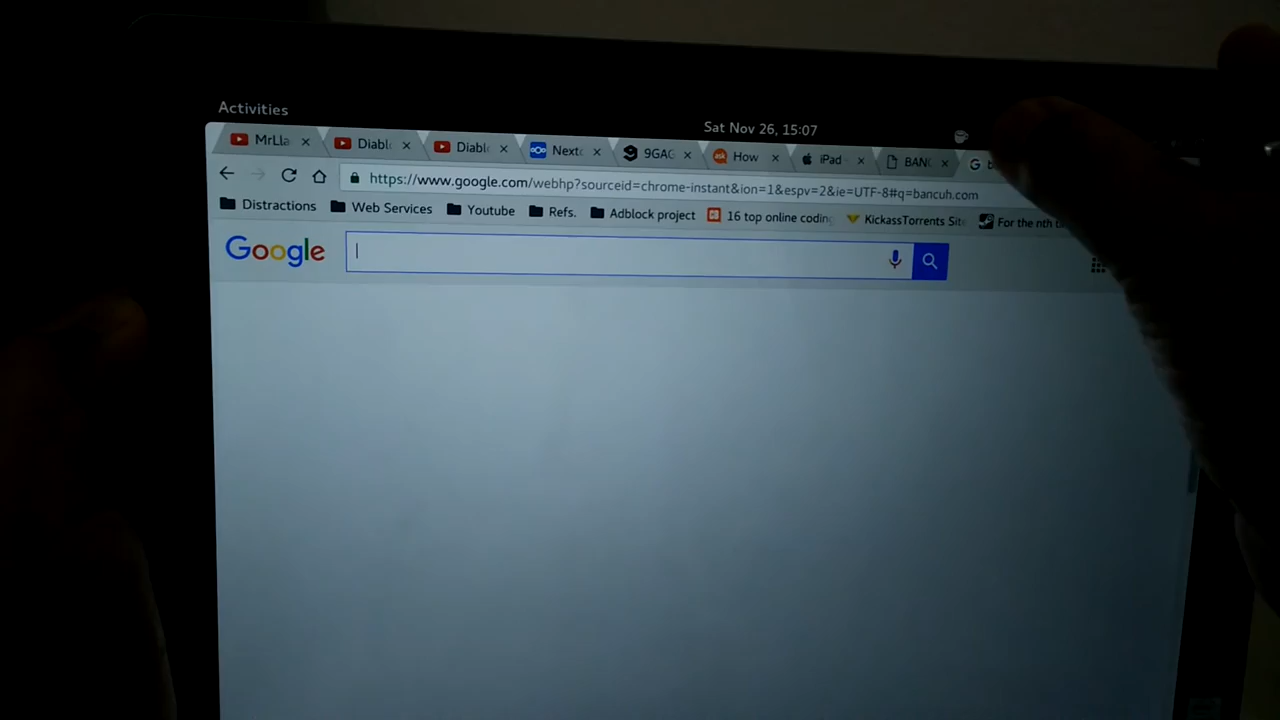 Activities
Sat Nov 26, 15:07
MrLla
Diabl
Diabl
Nextc
9GAG
How
iPad
BANC
https://www.google.com/webhp?sourceid=chrome-instant&ion=1&espv=2&ie=UTF-8#q=bancuh.com
Distractions
Web Services
Youtube
Refs.
Adblock project
16 top online coding
KickassTorrents Site
For the nth
Google